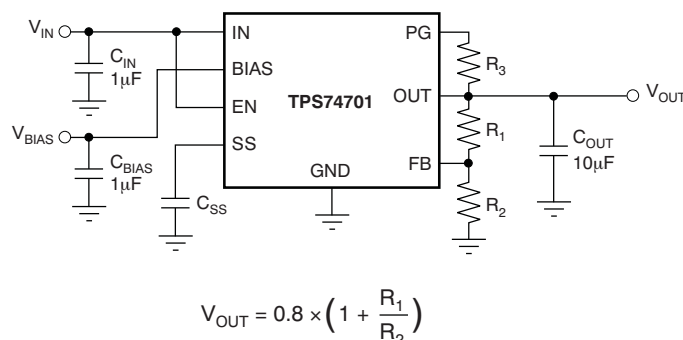 V_IN
C_IN
1µF
V_BIAS
C_BIAS
1µF
C_SS
IN
BIAS
EN
SS
TPS74701
GND
PG
OUT
FB
R_3
R_1
R_2
C_OUT
10µF
V_OUT
V_OUT = 0.8 × (1 + R_1/R_2)